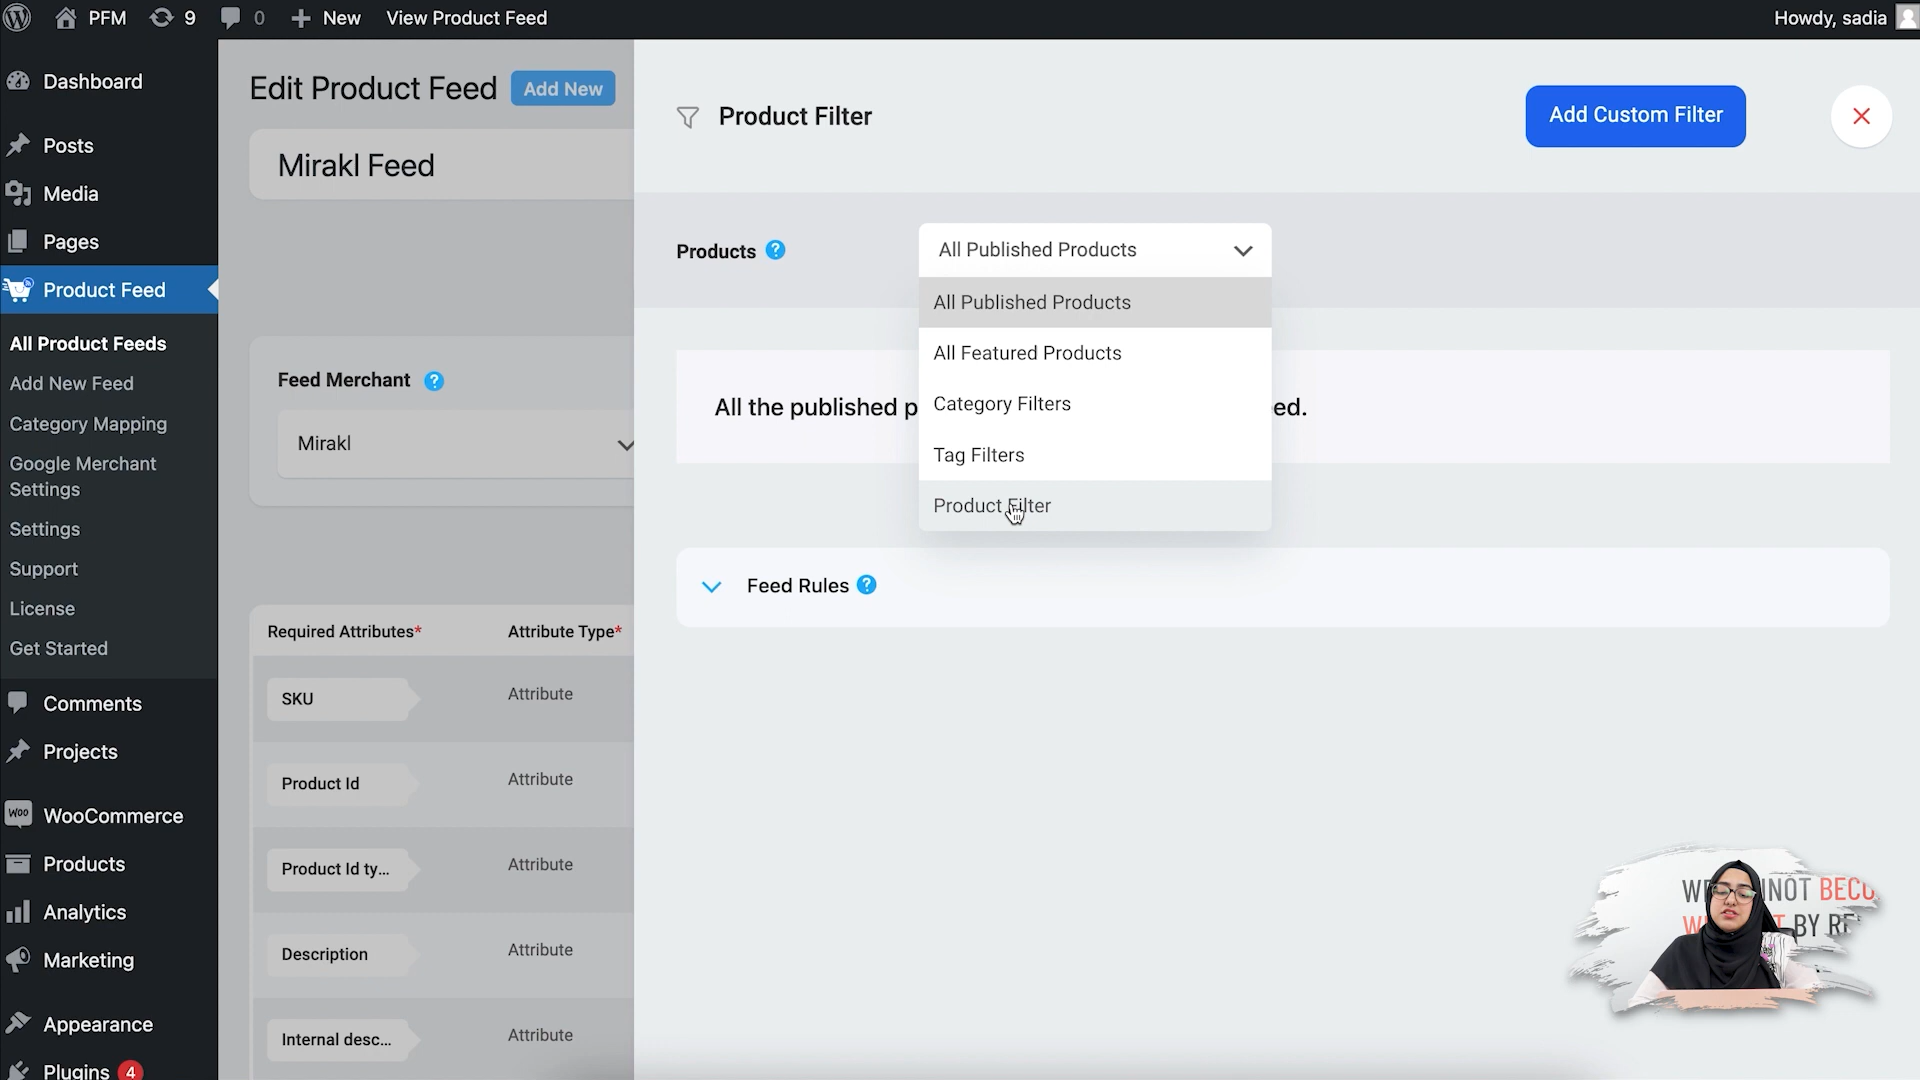 PFM
9
0
New
View Product Feed
Howdy, sadia
Dashboard
Posts
Media
Pages
Product Feed
All Product Feeds
Add New Feed
Category Mapping
Google Merchant
Settings
Settings
Support
License
Get Started
Comments
Projects
WOO
WooCommerce
Products
Analytics
Marketing
Appearance
Plugins 4
Edit Product Feed
Add New
Mirakl Feed
Feed Merchant ?
Mirakl
Required Attributes*
Attribute Type*
SKU
Attribute
Product Id
Attribute
Product Id ty...
Attribute
Description
Attribute
Internal desc...
Attribute
Product Filter
Add Custom Filter
Products ?
All Published Products
All Published Products
All Featured Products
Category Filters
Tag Filters
Product Filter
All the published p
ed.
Feed Rules ?
BY